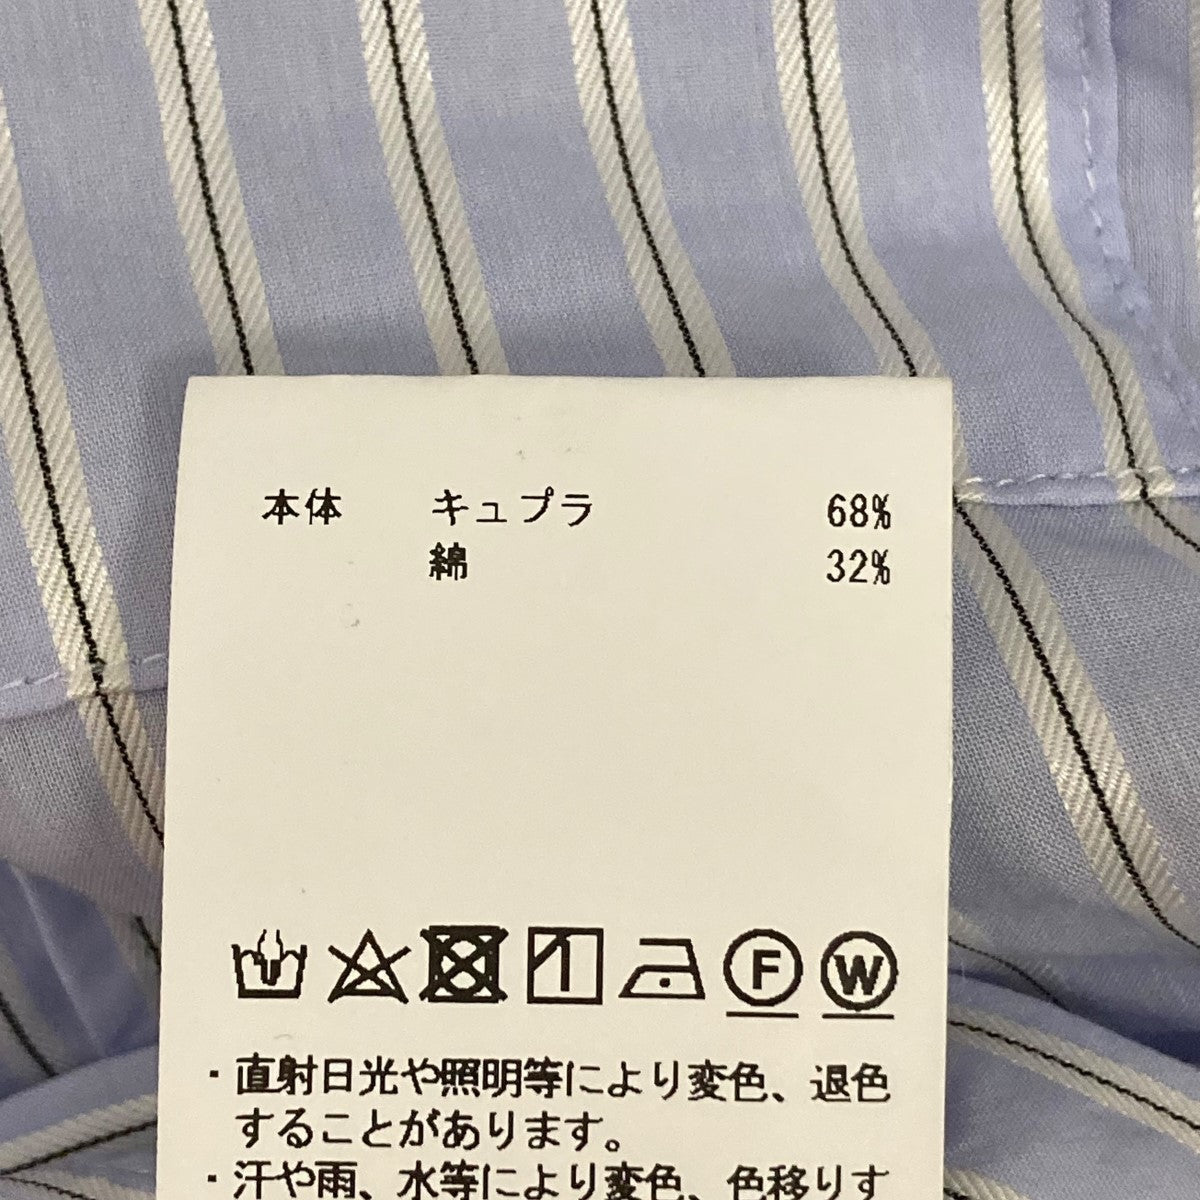 本体 キュプラ 68%
綿 32%
F W
・直射日光や照明等により変色、退色
することがあります。
・汗や雨、水等により変色、色移りす